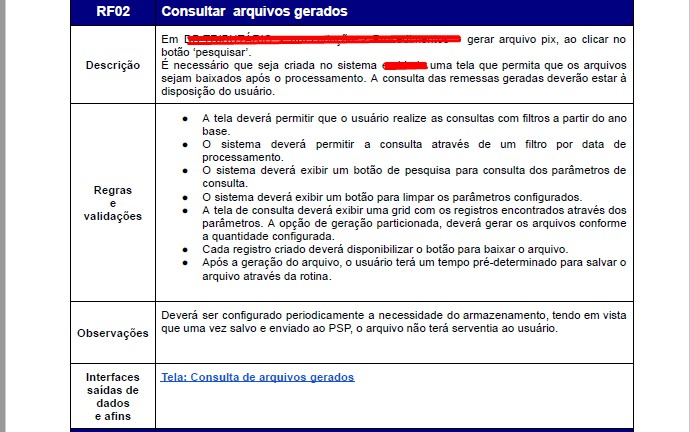 RF02 Consultar arquivos gerados
Descrição
Em gerar arquivo pix, ao clicar no
botão ‘pesquisar’.
É necessário que seja criada no sistema uma tela que permita que os arquivos
sejam baixados após o processamento. A consulta das remessas geradas deverão estar à
disposição do usuário.
Regras
e
validações
● A tela deverá permitir que o usuário realize as consultas com filtros a partir do ano
base.
● O sistema deverá permitir a consulta através de um filtro por data de
processamento.
● O sistema deverá exibir um botão de pesquisa para consulta dos parâmetros de
consulta.
● O sistema deverá exibir um botão para limpar os parâmetros configurados.
● A tela de consulta deverá exibir uma grid com os registros encontrados através dos
parâmetros. A opção de geração particionada, deverá gerar os arquivos conforme
a quantidade configurada.
● Cada registro criado deverá disponibilizar o botão para baixar o arquivo.
● Após a geração do arquivo, o usuário terá um tempo pré-determinado para salvar o
arquivo através da rotina.
Observações
Deverá ser configurado periodicamente a necessidade do armazenamento, tendo em vista
que uma vez salvo e enviado ao PSP, o arquivo não terá serventia ao usuário.
Interfaces
saídas de
dados
e afins
Tela: Consulta de arquivos gerados